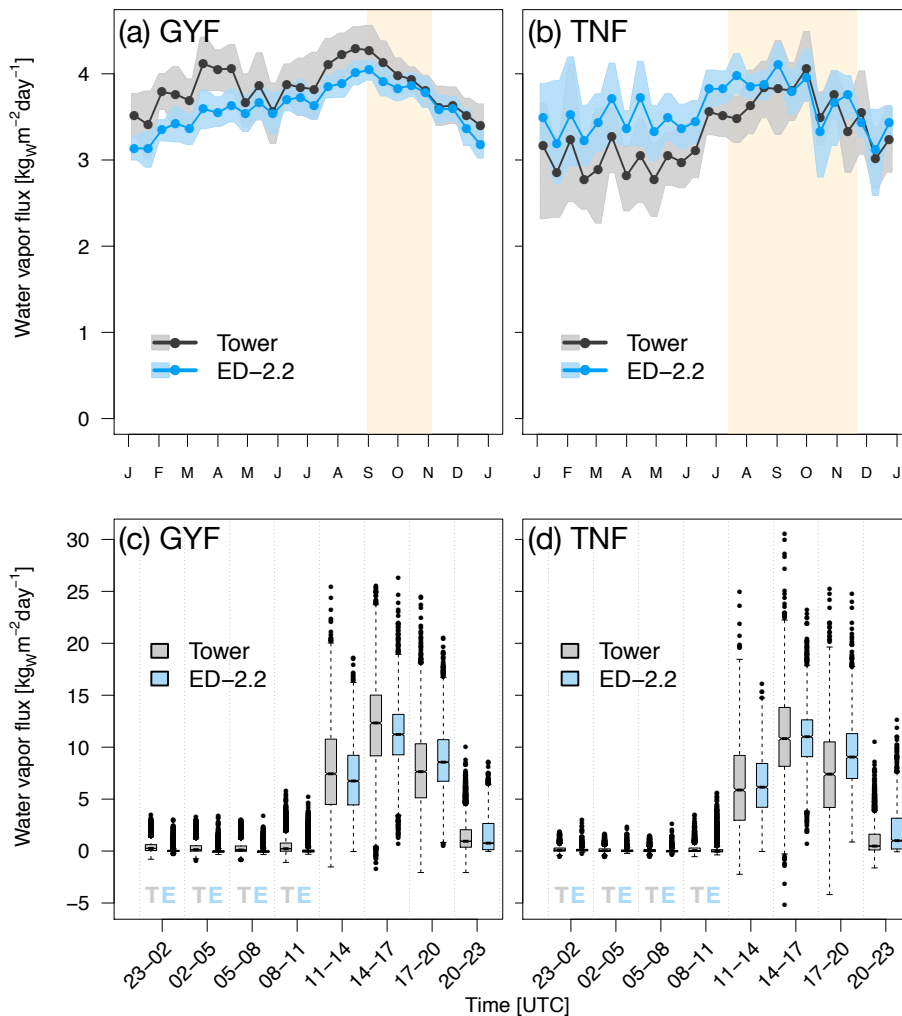 (a) GYF
(b) TNF
Water vapor flux [kgWm−2day−1]
4
3
2
1
0
Tower
ED−2.2
Tower
ED−2.2
J F M A M J J A S O N D J
J F M A M J J A S O N D J
(c) GYF
(d) TNF
Water vapor flux [kgWm−2day−1]
30
25
20
15
10
5
0
−5
Tower
ED−2.2
Tower
ED−2.2
TE TE TE TE
TE TE TE TE
23−02 02−05 05−08 08−11 11−14 14−17 17−20 20−23
23−02 02−05 05−08 08−11 11−14 14−17 17−20 20−23
Time [UTC]